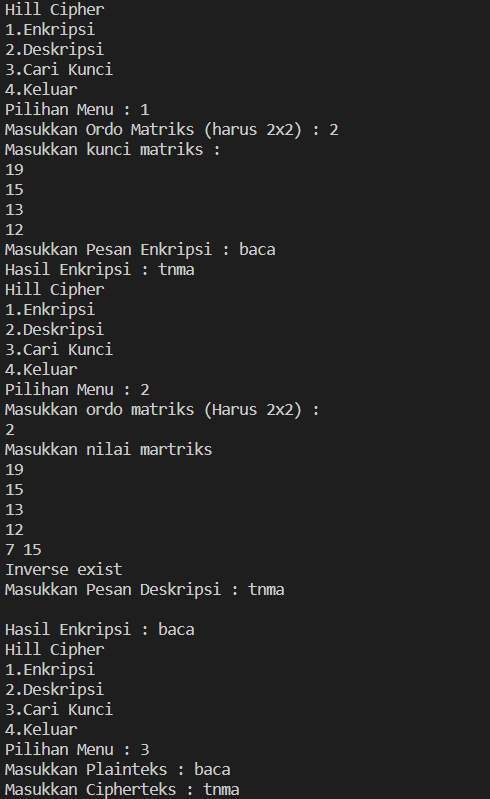 Hill Cipher
1.Enkripsi
2.Deskripsi
3.Cari Kunci
4.Keluar
Pilihan Menu : 1
Masukkan Ordo Matriks (harus 2x2) : 2
Masukkan kunci matriks :
19
15
13
12
Masukkan Pesan Enkripsi : baca
Hasil Enkripsi : tnma
Hill Cipher
1.Enkripsi
2.Deskripsi
3.Cari Kunci
4.Keluar
Pilihan Menu : 2
Masukkan ordo matriks (Harus 2x2) :
2
Masukkan nilai martriks
19
15
13
12
7 15
Inverse exist
Masukkan Pesan Deskripsi : tnma
Hasil Enkripsi : baca
Hill Cipher
1.Enkripsi
2.Deskripsi
3.Cari Kunci
4.Keluar
Pilihan Menu : 3
Masukkan Plainteks : baca
Masukkan Cipherteks : tnma